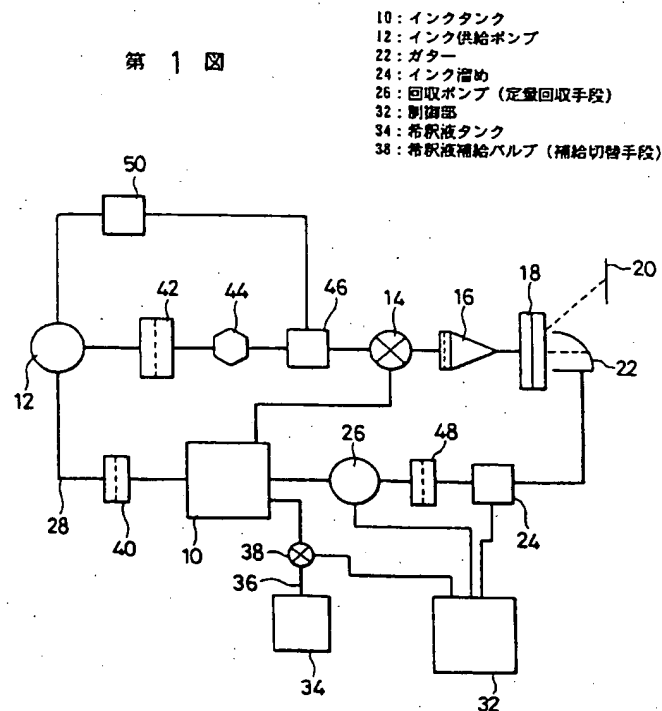 10：インクタンク
12：インク供給ポンプ
22：ガター
24：インク溜め
26：回収ポンプ（定量回収手段）
32：制御部
34：希釈液タンク
38：希釈液補給バルブ（補給切替手段）
第 1 図
50
42
44
46
14
16
18
20
12
22
26
48
28
40
10
38
24
36
34
32